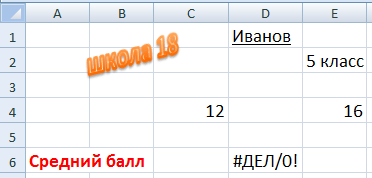 A B C D E
1 Иванов
2 5 класс
школа 18
3
4 12 16
5
6 Средний балл #ДЕЛ/0!